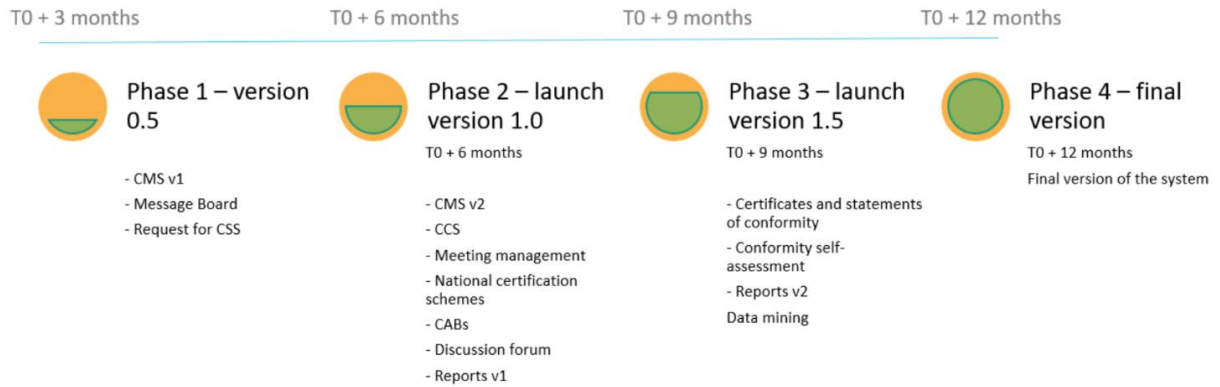 T0 + 3 months
T0 + 6 months
T0 + 9 months
T0 + 12 months
Phase 1 – version
0.5
- CMS v1
- Message Board
- Request for CSS
Phase 2 – launch
version 1.0
T0 + 6 months
- CMS v2
- CCS
- Meeting management
- National certification
schemes
- CABs
- Discussion forum
- Reports v1
Phase 3 – launch
version 1.5
T0 + 9 months
- Certificates and statements
of conformity
- Conformity self-
assessment
- Reports v2
Data mining
Phase 4 – final
version
T0 + 12 months
Final version of the system